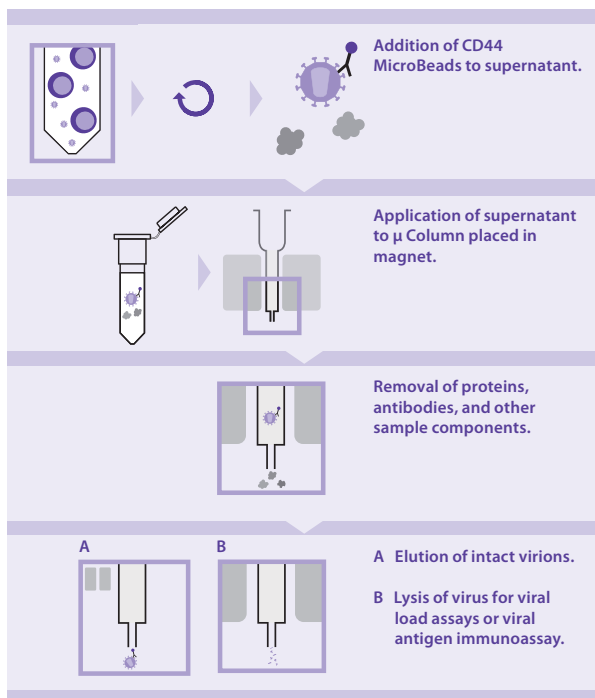 Addition of CD44
MicroBeads to supernatant.
Application of supernatant
to µ Column placed in
magnet.
Removal of proteins,
antibodies, and other
sample components.
A
B
A Elution of intact virions.
B Lysis of virus for viral
load assays or viral
antigen immunoassay.